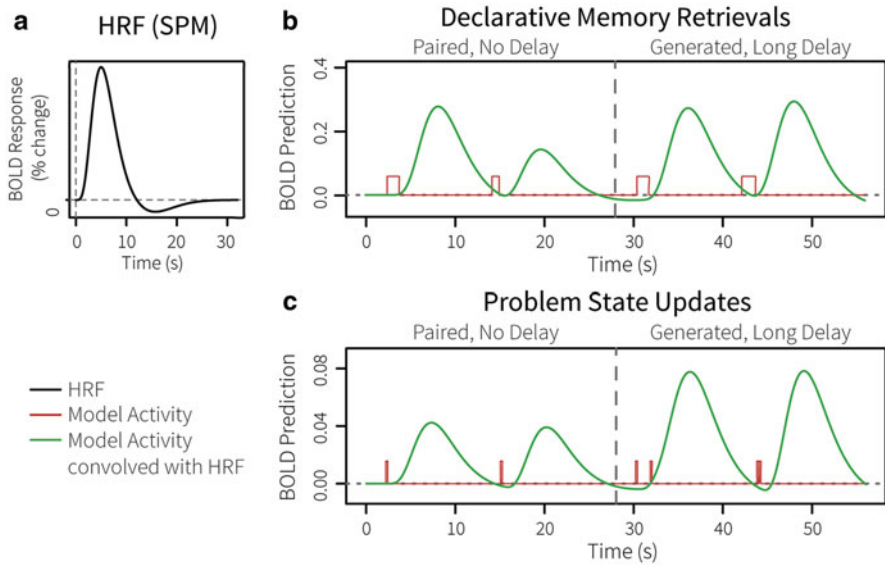 a
HRF (SPM)
BOLD Response
(% change)
0
0 10 20 30
Time (s)
b
Declarative Memory Retrievals
Paired, No Delay
Generated, Long Delay
BOLD Prediction
0.4
0.2
0.0
0 10 20 30 40 50
Time (s)
c
Problem State Updates
Paired, No Delay
Generated, Long Delay
BOLD Prediction
0.08
0.04
0.00
0 10 20 30 40 50
Time (s)
HRF
Model Activity
Model Activity
convolved with HRF